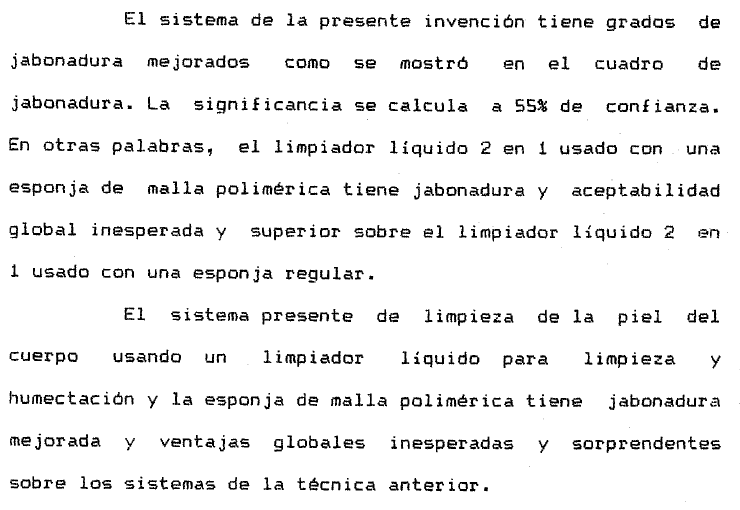 El sistema de la presente invención tiene grados de
jabonadura mejorados como se mostró en el cuadro de
jabonadura. La significancia se calcula a 55% de confianza.
En otras palabras, el limpiador líquido 2 en 1 usado con una
esponja de malla polimérica tiene jabonadura y aceptabilidad
global inesperada y superior sobre el limpiador líquido 2 en
1 usado con una esponja regular.
El sistema presente de limpieza de la piel del
cuerpo usando un limpiador líquido para limpieza y
humectación y la esponja de malla polimérica tiene jabonadura
mejorada y ventajas globales inesperadas y sorprendentes
sobre los sistemas de la técnica anterior.